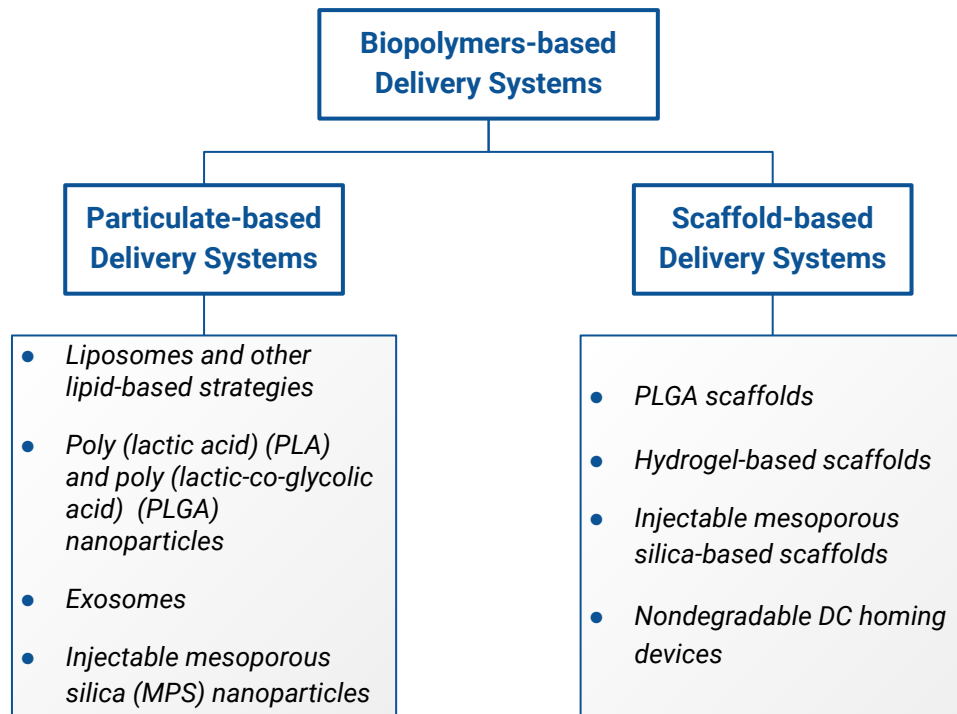 Biopolymers-based
Delivery Systems
Particulate-based
Delivery Systems
Scaffold-based
Delivery Systems
● Liposomes and other
lipid-based strategies
● Poly (lactic acid) (PLA)
and poly (lactic-co-glycolic
acid) (PLGA)
nanoparticles
● Exosomes
● Injectable mesoporous
silica (MPS) nanoparticles
● PLGA scaffolds
● Hydrogel-based scaffolds
● Injectable mesoporous
silica-based scaffolds
● Nondegradable DC homing
devices